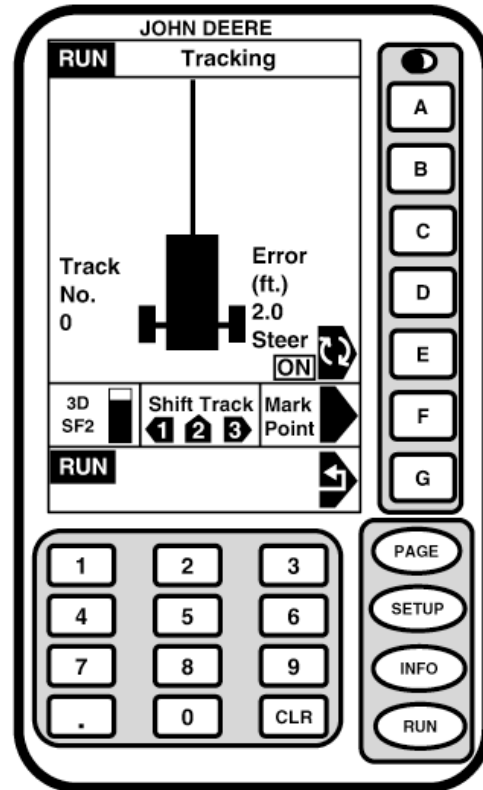 JOHN DEERE
RUN Tracking
Track
No.
0
Error
(ft.)
2.0
Steer
ON
3D
SF2
Shift Track
1 2 3
Mark
Point
RUN
A
B
C
D
E
F
G
1 2 3
4 5 6
7 8 9
. 0 CLR
PAGE
SETUP
INFO
RUN